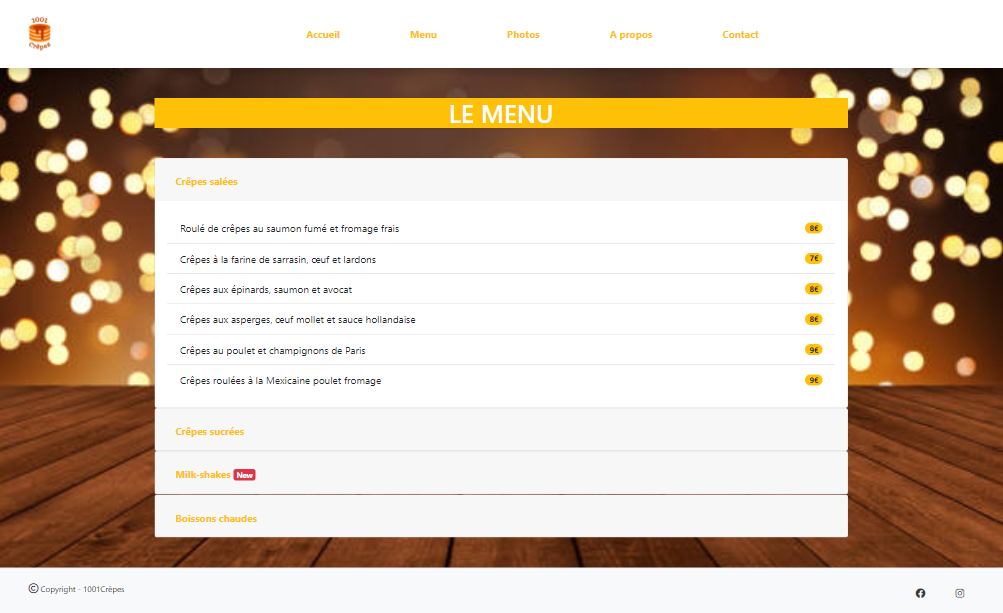 1001
Crêpes
Accueil
Menu
Photos
A propos
Contact
LE MENU
Crêpes salées
Roulé de crêpes au saumon fumé et fromage frais 8€
Crêpes à la farine de sarrasin, œuf et lardons 7€
Crêpes aux épinards, saumon et avocat 8€
Crêpes aux asperges, œuf mollet et sauce hollandaise 8€
Crêpes au poulet et champignons de Paris 9€
Crêpes roulées à la Mexicaine poulet fromage 9€
Crêpes sucrées
Milk-shakes New
Boissons chaudes
© Copyright - 1001Crêpes